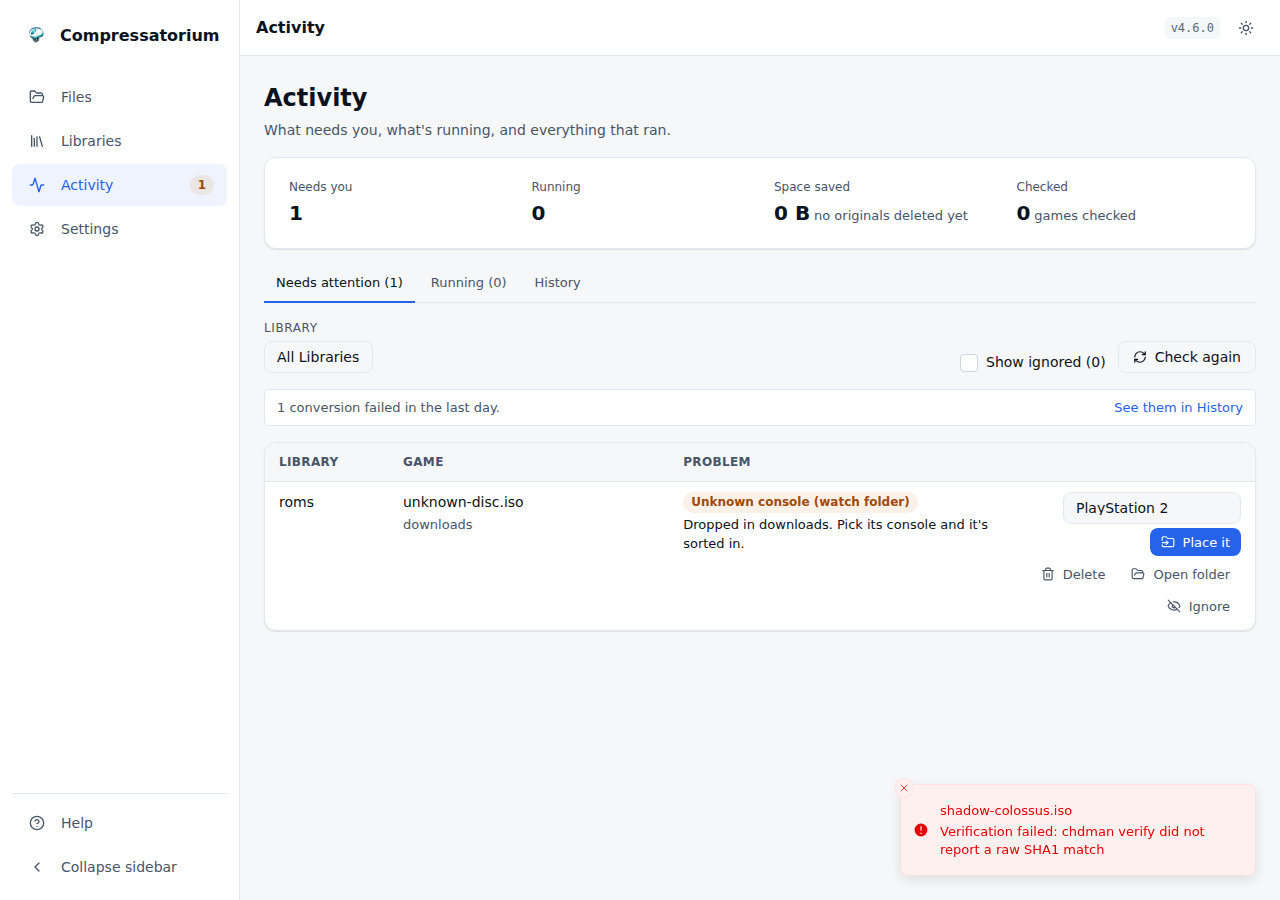 Compressatorium
Activity
v4.6.0
Files
Libraries
Activity 1
Settings
Help
Collapse sidebar
Activity
What needs you, what's running, and everything that ran.
Needs you
1
Running
0
Space saved
0 B no originals deleted yet
Checked
0 games checked
Needs attention (1)
Running (0)
History
LIBRARY
All Libraries
Show ignored (0)
Check again
1 conversion failed in the last day.
See them in History
LIBRARY GAME PROBLEM
roms
unknown-disc.iso
downloads
Unknown console (watch folder)
Dropped in downloads. Pick its console and it's
sorted in.
PlayStation 2
Place it
Delete
Open folder
Ignore
shadow-colossus.iso
Verification failed: chdman verify did not
report a raw SHA1 match